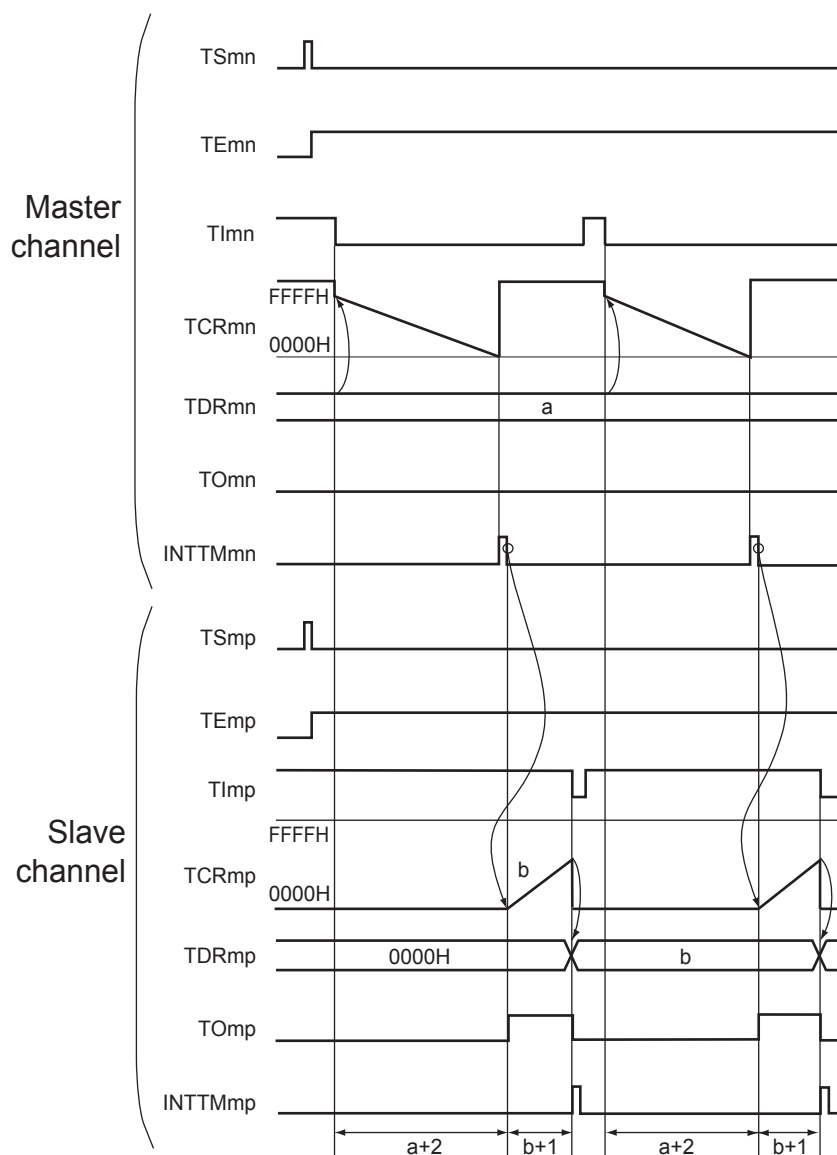 TSmn
TEmn
Master
channel
TImn
FFFFH
TCRmn
0000H
TDRmn
a
TOmn
INTTMmn
TSmp
TEmp
TImp
Slave
channel
FFFFH
TCRmp
b
0000H
TDRmp
0000H
b
TOmp
INTTMmp
a+2
b+1
a+2
b+1